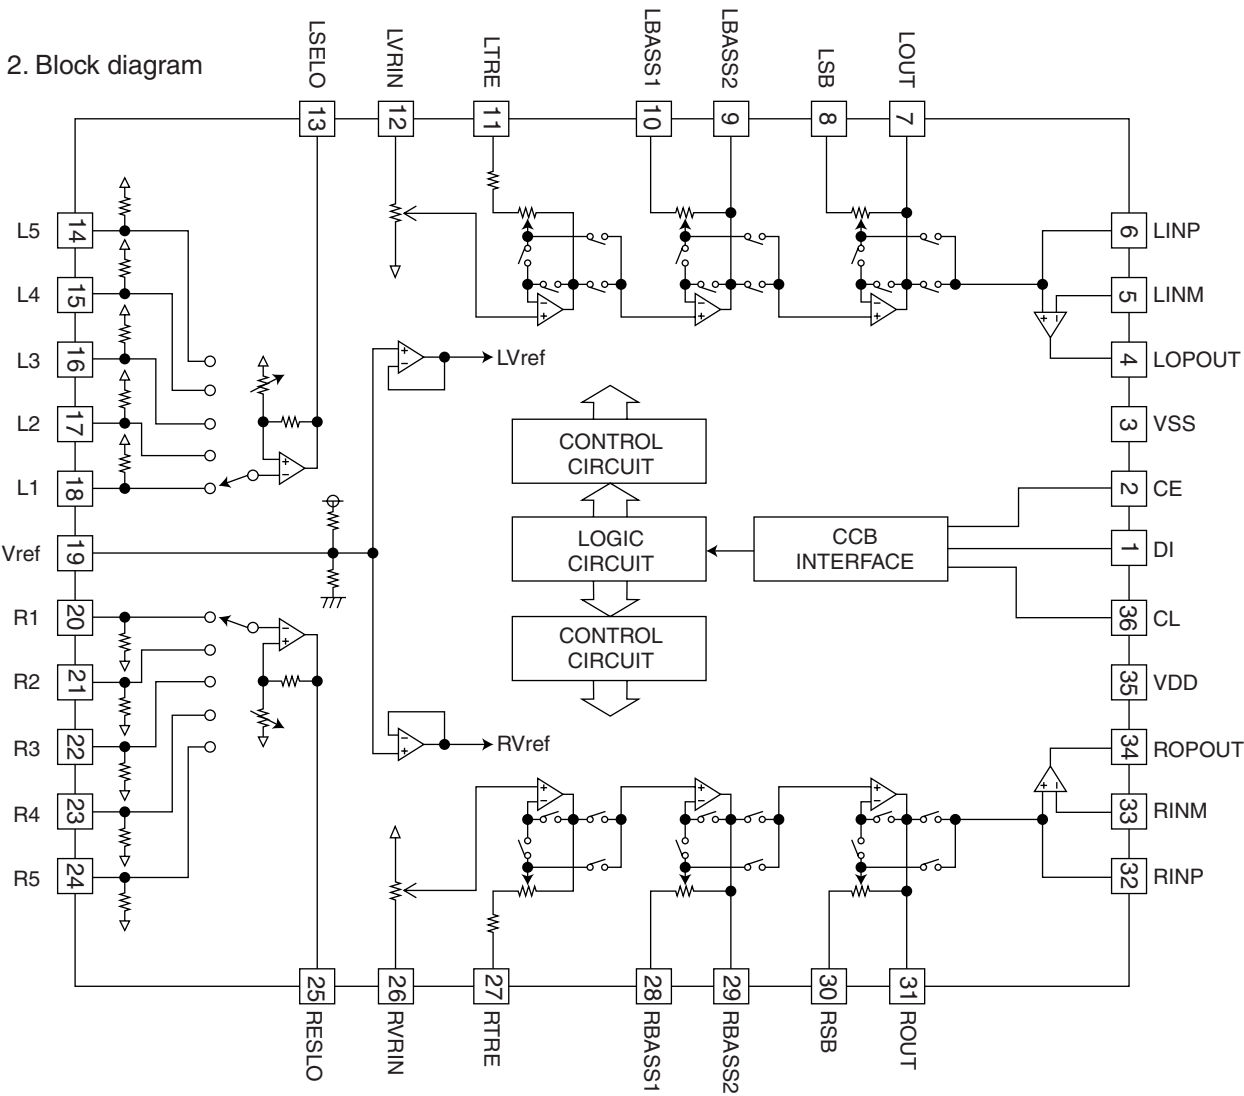 2. Block diagram
LSELO
LVRIN
LTRE
LBASS1
LBASS2
LSB
LOUT
13
12
11
10
9
8
7
L5
14
L4
15
L3
16
L2
17
L1
18
Vref
19
R1
20
R2
21
R3
22
R4
23
R5
24
6
LINP
5
LINM
4
LOPOUT
3
VSS
2
CE
1
DI
36
CL
35
VDD
34
ROPOUT
33
RINM
32
RINP
LVref
RVref
CONTROL
CIRCUIT
LOGIC
CIRCUIT
CONTROL
CIRCUIT
CCB
INTERFACE
25
26
27
28
29
30
31
RESLO
RVRIN
RTRE
RBASS1
RBASS2
RSB
ROUT